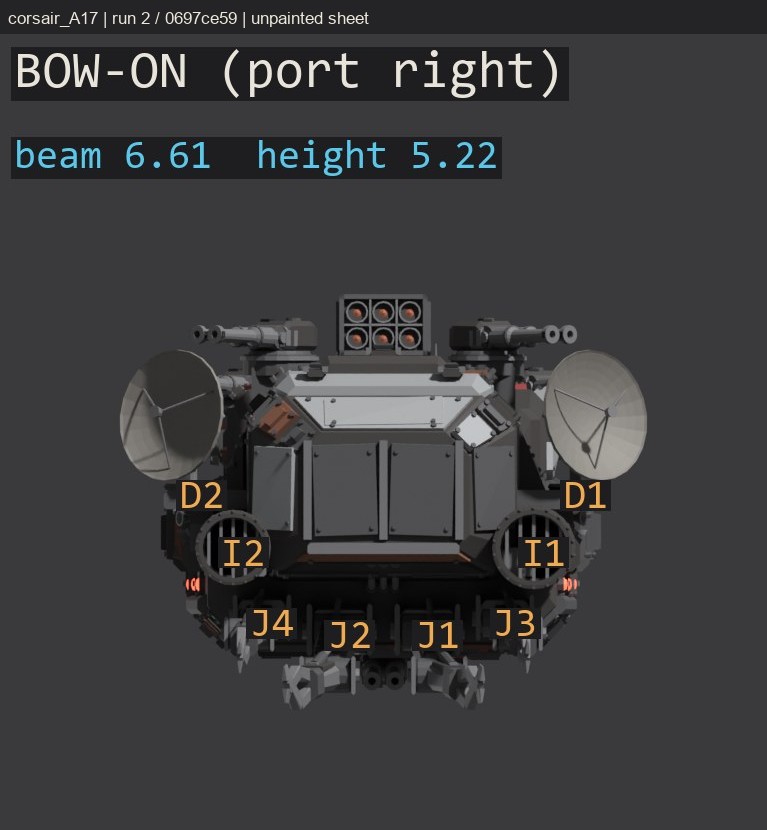 corsair_A17 | run 2 / 0697ce59 | unpainted sheet
BOW-ON (port right)
beam 6.61 height 5.22
D2 D1
I2 I1
J4 J2 J1 J3